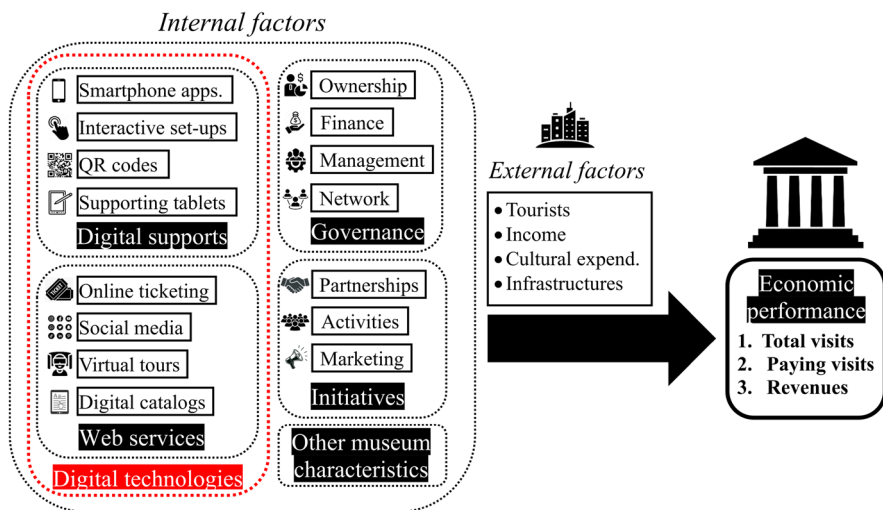 Internal factors
Smartphone apps.
Interactive set-ups
QR codes
Supporting tablets
Digital supports
Online ticketing
Social media
Virtual tours
Digital catalogs
Web services
Digital technologies
Ownership
Finance
Management
Network
Governance
Partnerships
Activities
Marketing
Initiatives
Other museum
characteristics
External factors
• Tourists
• Income
• Cultural expend.
• Infrastructures
Economic
performance
1. Total visits
2. Paying visits
3. Revenues